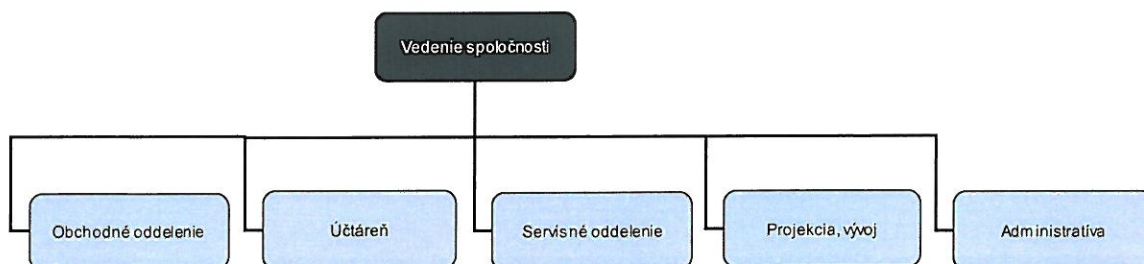 Vedenie spoločnosti
Obchodné oddelenie
Účtáreň
Servisné oddelenie
Projekcia, vývoj
Administratíva